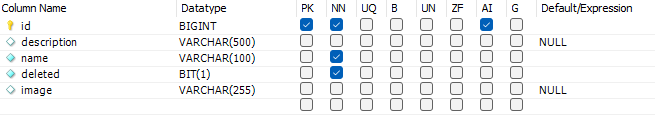 Column Name Datatype PK NN UQ B UN ZF AI G Default/Expression
id BIGINT
description VARCHAR(500) NULL
name VARCHAR(100)
deleted BIT(1)
image VARCHAR(255) NULL